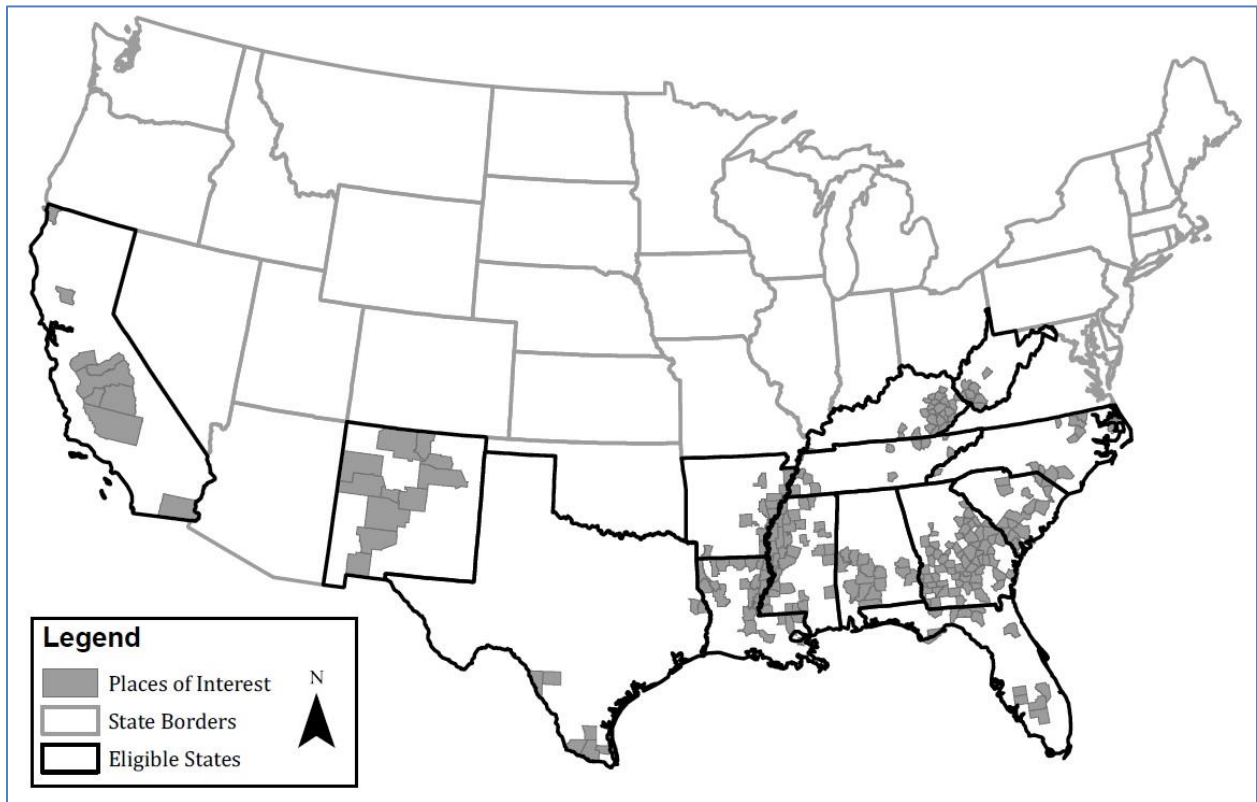 Legend
Places of Interest
State Borders
Eligible States
N